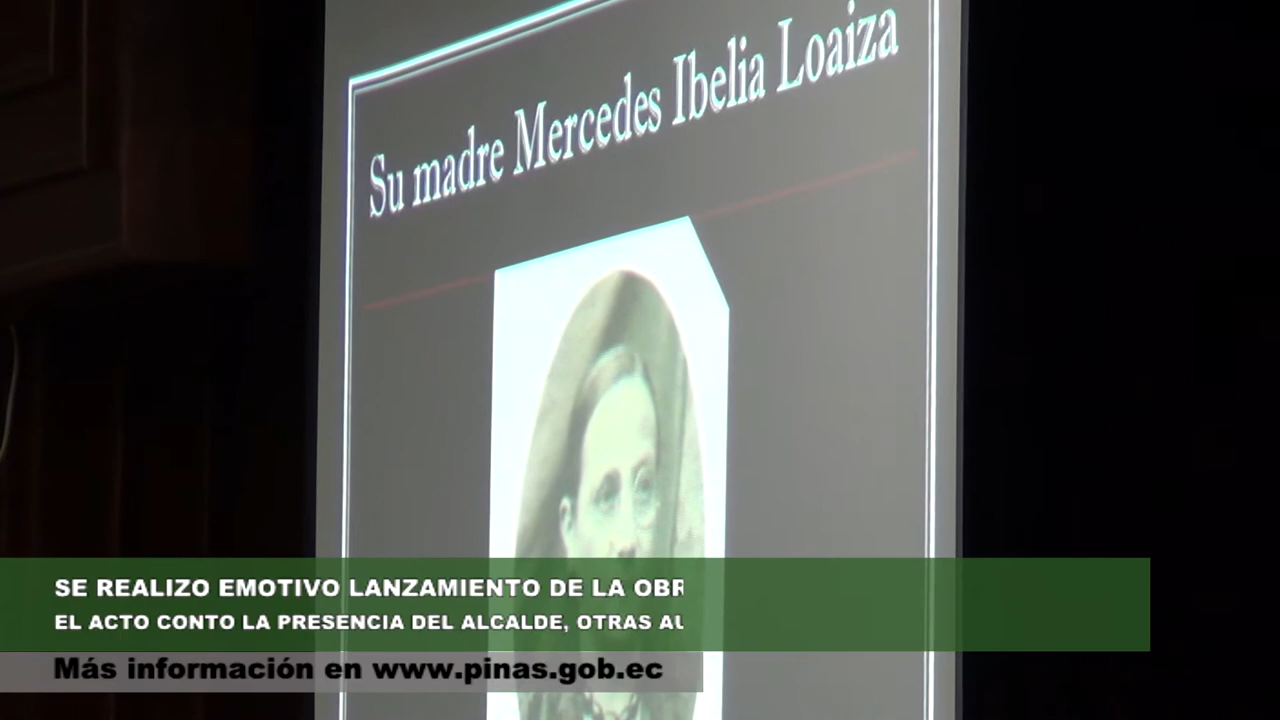 Su madre Mercedes Ibelia Loaiza
SE REALIZO EMOTIVO LANZAMIENTO DE LA OBR
EL ACTO CONTO LA PRESENCIA DEL ALCALDE, OTRAS AU
Más información en www.pinas.gob.ec